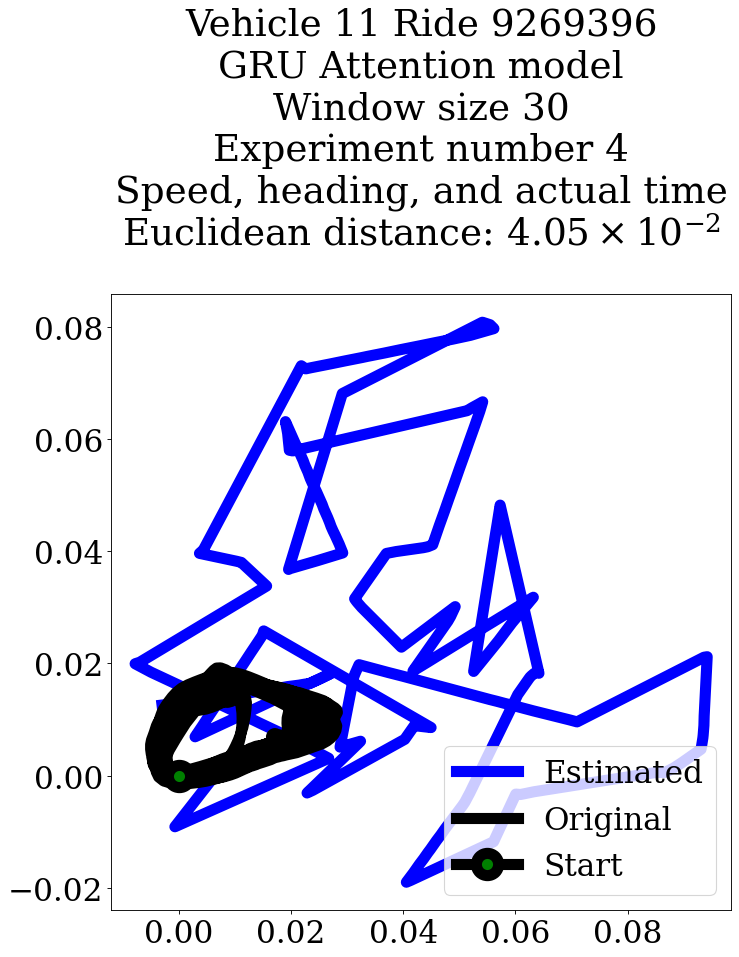 Vehicle 11 Ride 9269396
GRU Attention model
Window size 30
Experiment number 4
Speed, heading, and actual time
Euclidean distance: 4.05 × 10⁻²
0.08
0.06
0.04
0.02
0.00
−0.02
Estimated
Original
Start
0.00 0.02 0.04 0.06 0.08